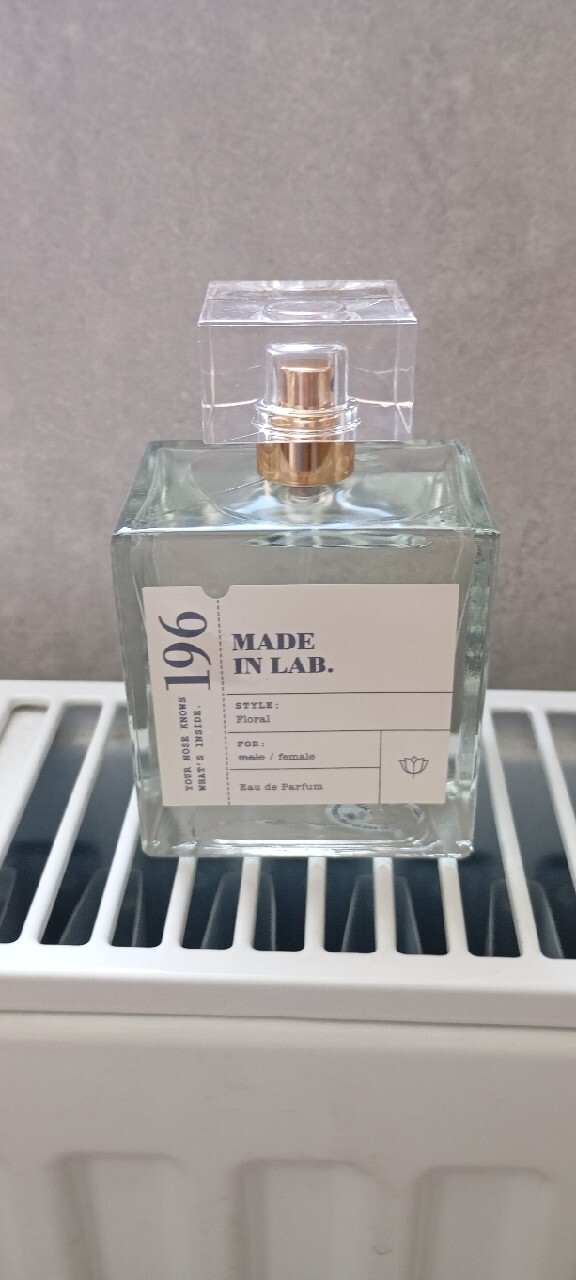 196
YOUR NOSE KNOWS
WHAT'S INSIDE.
MADE
IN LAB.
STYLE:
Floral
FOR:
male / female
Eau de Parfum